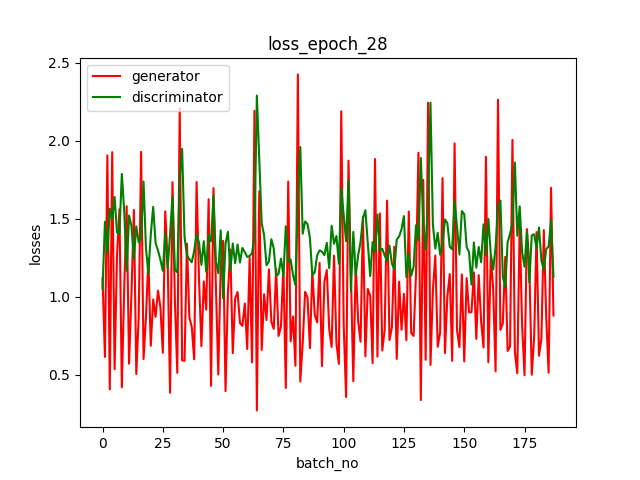 loss_epoch_28
generator
discriminator
losses
2.5
2.0
1.5
1.0
0.5
0 25 50 75 100 125 150 175
batch_no